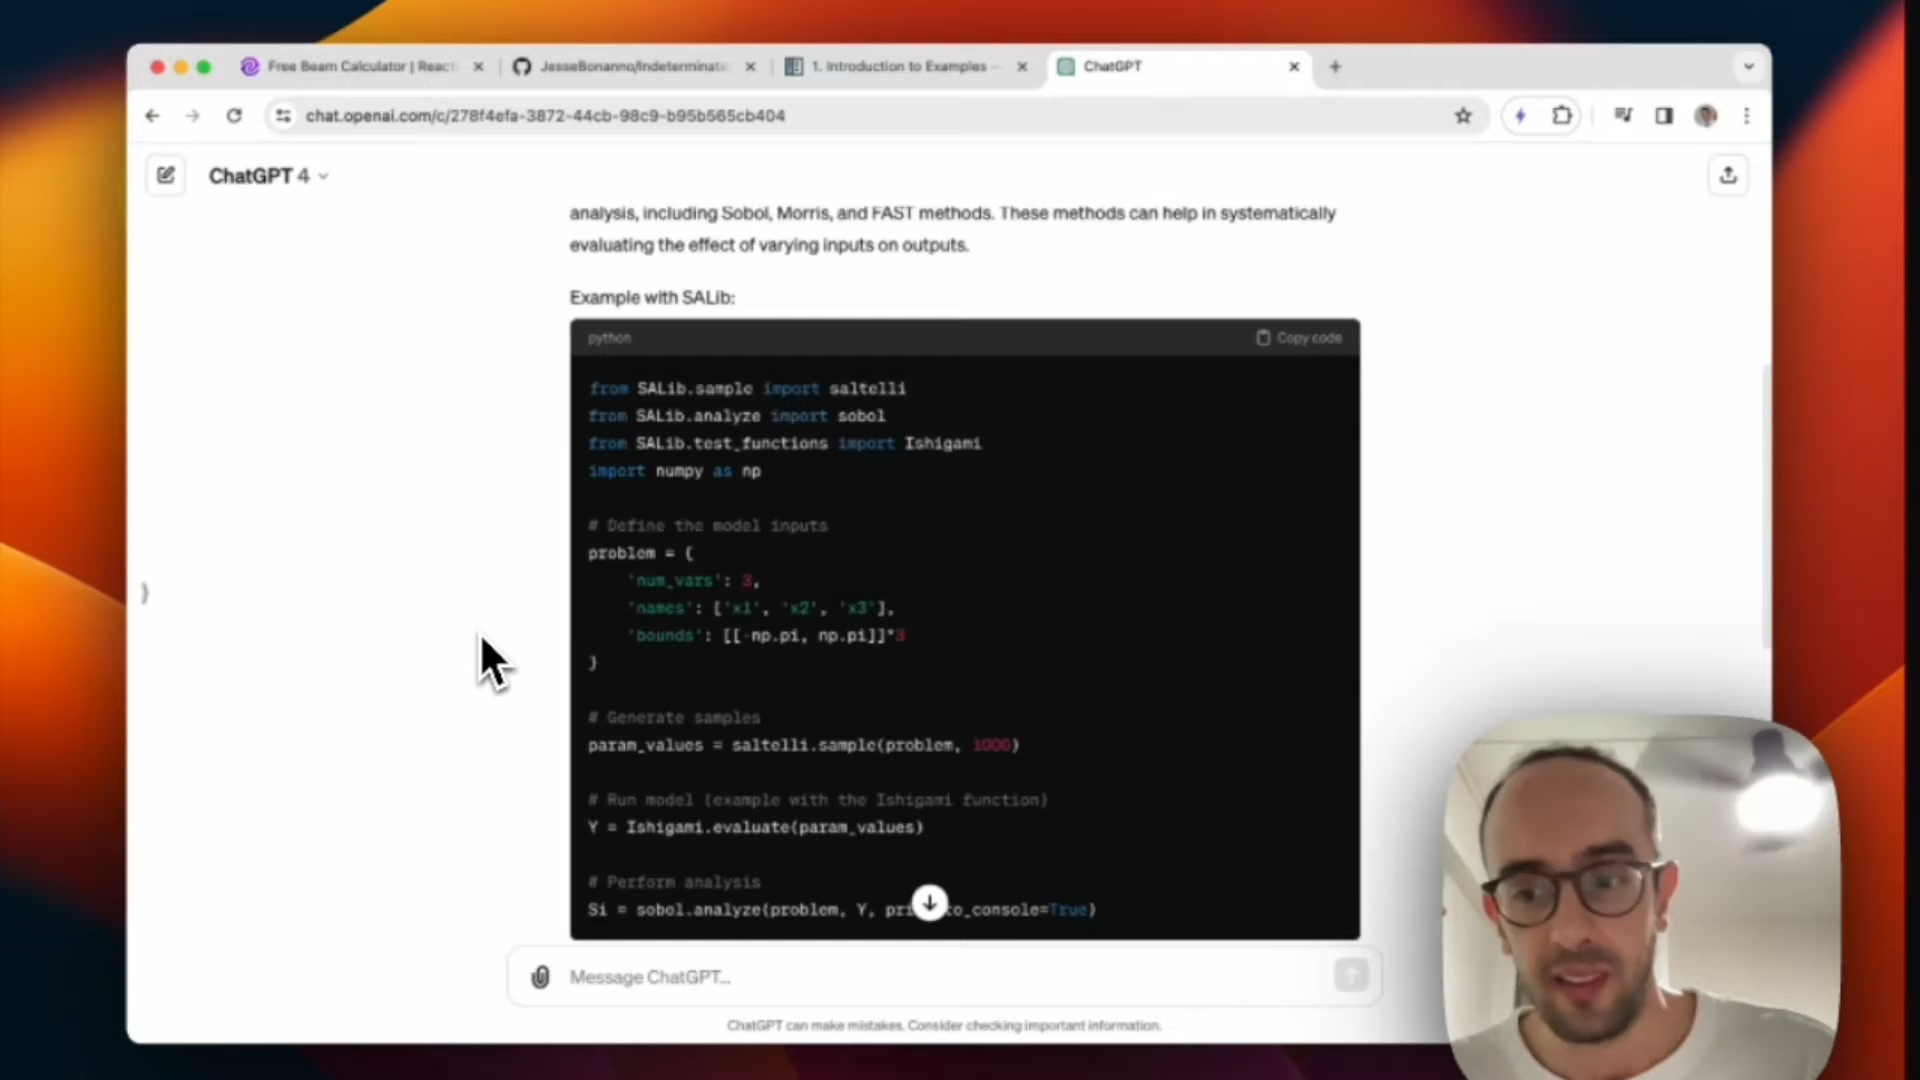 Free Beam Calculator | React
JesseBonanno/Indeterminate
1. Introduction to Examples —
ChatGPT
chat.openai.com/c/278f4efa-3872-44cb-98c9-b95b565cb404
ChatGPT 4
analysis, including Sobol, Morris, and FAST methods. These methods can help in systematically
evaluating the effect of varying inputs on outputs.
Example with SALib:
python
Copy code
from SALib.sample import saltelli
from SALib.analyze import sobol
from SALib.test_functions import Ishigami
import numpy as np
# Define the model inputs
problem = {
'num_vars': 3,
'names': ['x1', 'x2', 'x3'],
'bounds': [[-np.pi, np.pi]]*3
}
# Generate samples
param_values = saltelli.sample(problem, 1000)
# Run model (example with the Ishigami function)
Y = Ishigami.evaluate(param_values)
# Perform analysis
Si = sobol.analyze(problem, Y, pri to_console=True)
Message ChatGPT...
ChatGPT can make mistakes. Consider checking important information.